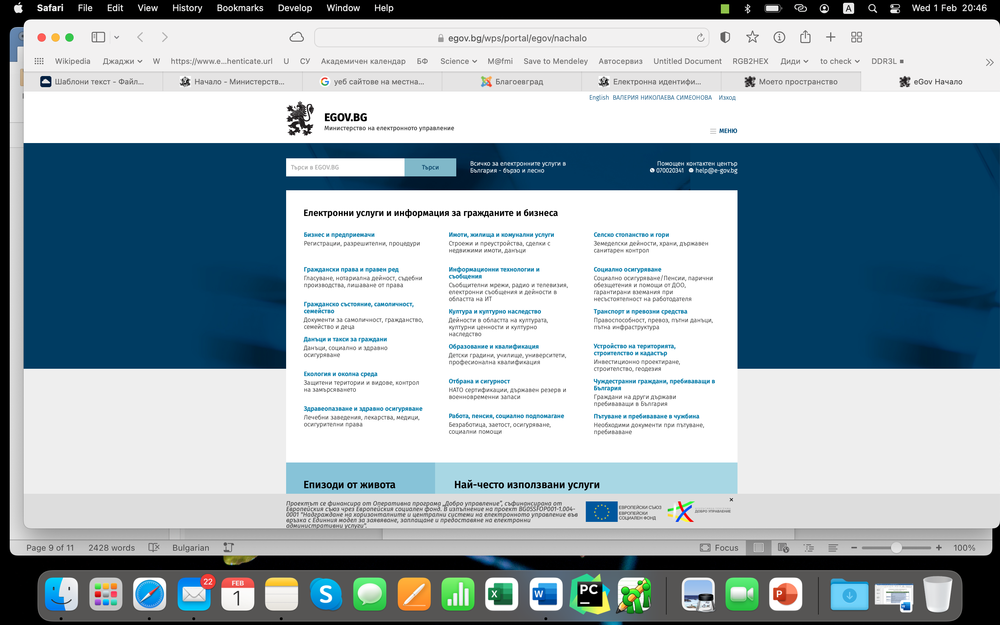 Safari File Edit View History Bookmarks Develop Window Help A Wed 1 Feb 20:46
egov.bg/wps/portal/egov/nachalo
Wikipedia Джаджи W https://www.e...henticate.url U СУ Академичен календар БФ Science M@fmi Save to Mendeley Автосервиз Untitled Document RGB2HEX Диди to check DDR3L
Шаблони текст - Файл... Начало - Министерств... уеб сайтове на местна... Благоевград Електронна идентифи... Моето пространство eGov Начало
English ВАЛЕРИЯ НИКОЛАЕВА СИМЕОНОВА Изход
EGOV.BG
Министерство на електронното управление
МЕНЮ
Търси в EGOV.BG Търси
Всичко за електронните услуги в
България - бързо и лесно
Помощен контактен център
070020341 help@e-gov.bg
Електронни услуги и информация за гражданите и бизнеса
Бизнес и предприемачи
Регистрации, разрешителни, процедури
Граждански права и правен ред
Гласуване, нотариална дейност, съдебни
производства, лишаване от права
Гражданско състояние, самоличност,
семейство
Документи за самоличност, гражданство,
семейство и деца
Данъци и такси за граждани
Данъци, социално и здравно
осигуряване
Екология и околна среда
Защитени територии и видове, контрол
на замърсяването
Здравеопазване и здравно осигуряване
Лечебни заведения, лекарства, медици,
осигурителни права
Имоти, жилища и комунални услуги
Строежи и преустройства, сделки с
недвижими имоти, данъци
Информационни технологии и
съобщения
Съобщителни мрежи, радио и телевизия,
електронни съобщения и дейности в
областта на ИТ
Култура и културно наследство
Дейности в областта на културата,
културни ценности и културно
наследство
Образование и квалификация
Детски градини, училище, университети,
професионална квалификация
Отбрана и сигурност
НАТО сертификации, държавен резерв и
военновременни запаси
Работа, пенсия, социално подпомагане
Безработица, заетост, осигуряване,
социални помощи
Селско стопанство и гори
Земеделски дейности, храни, държавен
санитарен контрол
Социално осигуряване
Социално осигуряване/Пенсии, парични
обезщетения и помощи от ДОО,
гарантирани вземания при
несъстоятелност на работодателя
Транспорт и превозни средства
Правоспособност, превоз, пътни данъци,
пътна инфраструктура
Устройство на територията,
строителство и кадастър
Инвестиционно проектиране,
строителство, геодезия
Чуждестранни граждани, пребиваващи в
България
Граждани на други държави
пребиваващи в България
Пътуване и пребиваване в чужбина
Необходими документи при пътуване,
пребиваване
Епизоди от живота Най-често използвани услуги
Проектът се финансира от Оперативна програма „Добро управление”, съфинансирана от
Европейския съюз чрез Европейския социален фонд. В изпълнение на проект BG05SFOP001-1.004-
0001 "Надграждане на хоризонталните и централни системи на електронното управление във
връзка с Единния модел за заявяване, заплащане и предоставяне на електронни
административни услуги".
ЕВРОПЕЙСКИ СЪЮЗ
ЕВРОПЕЙСКИ
СОЦИАЛЕН ФОНД
ОПЕРАТИВНА ПРОГРАМА
ДОБРО УПРАВЛЕНИЕ
Page 9 of 11 2428 words Bulgarian Focus 100%
22
FEB
1
S
X
W
PC
P
W